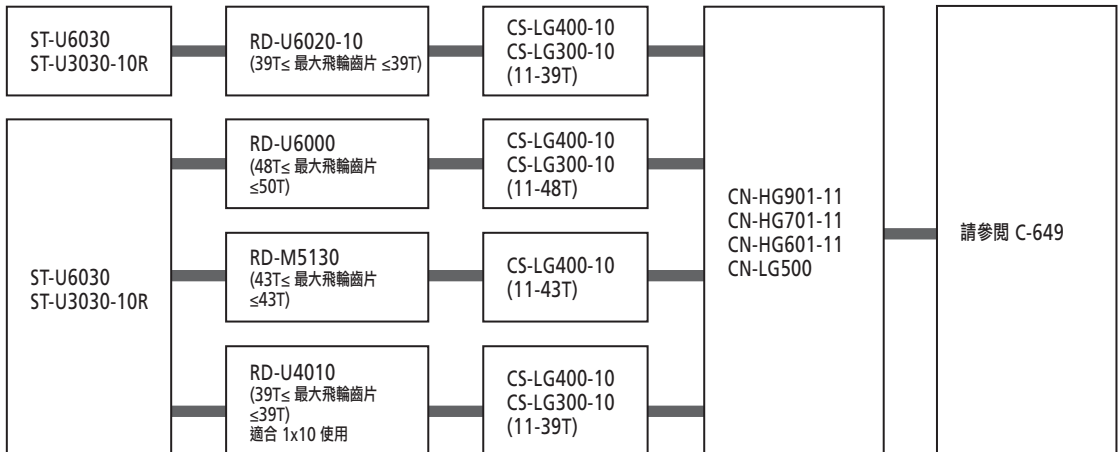 ST-U6030
ST-U3030-10R
RD-U6020-10
(39T≤ 最大飛輪齒片 ≤39T)
CS-LG400-10
CS-LG300-10
(11-39T)
ST-U6030
ST-U3030-10R
RD-U6000
(48T≤ 最大飛輪齒片
≤50T)
CS-LG400-10
CS-LG300-10
(11-48T)
RD-M5130
(43T≤ 最大飛輪齒片
≤43T)
CS-LG400-10
(11-43T)
RD-U4010
(39T≤ 最大飛輪齒片
≤39T)
適合 1x10 使用
CS-LG400-10
CS-LG300-10
(11-39T)
CN-HG901-11
CN-HG701-11
CN-HG601-11
CN-LG500
請參閱 C-649